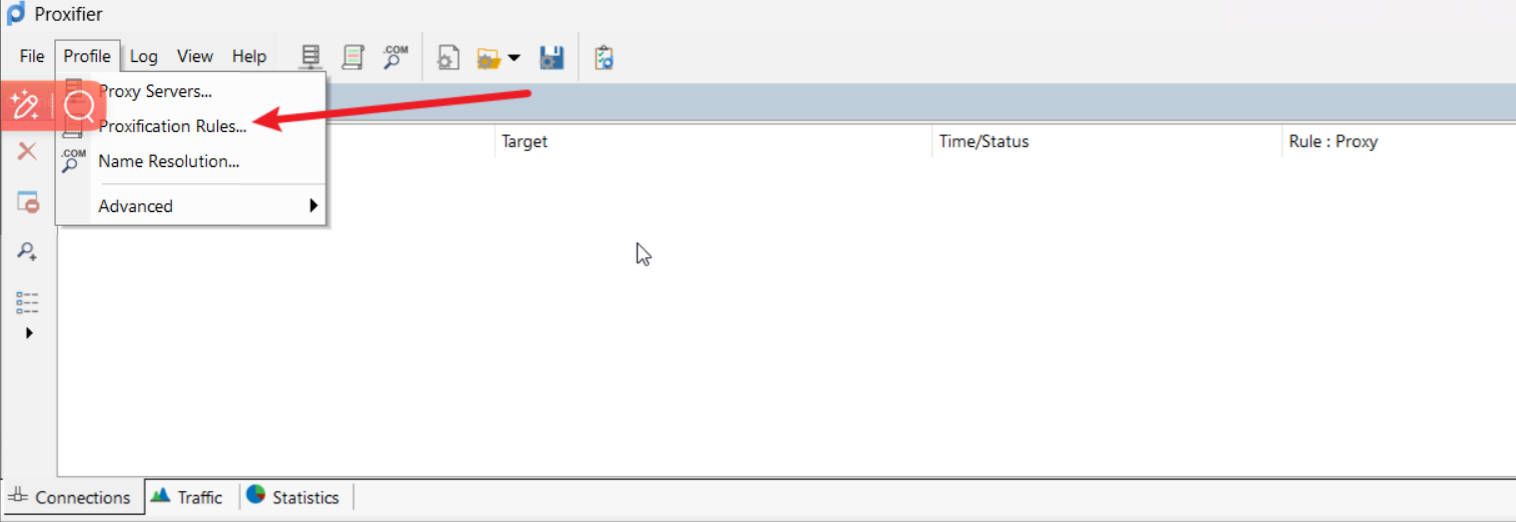 Proxifier
File Profile Log View Help .COM
Proxy Servers...
Proxification Rules...
.COM Name Resolution...
Advanced
Target Time/Status Rule : Proxy
Connections Traffic Statistics